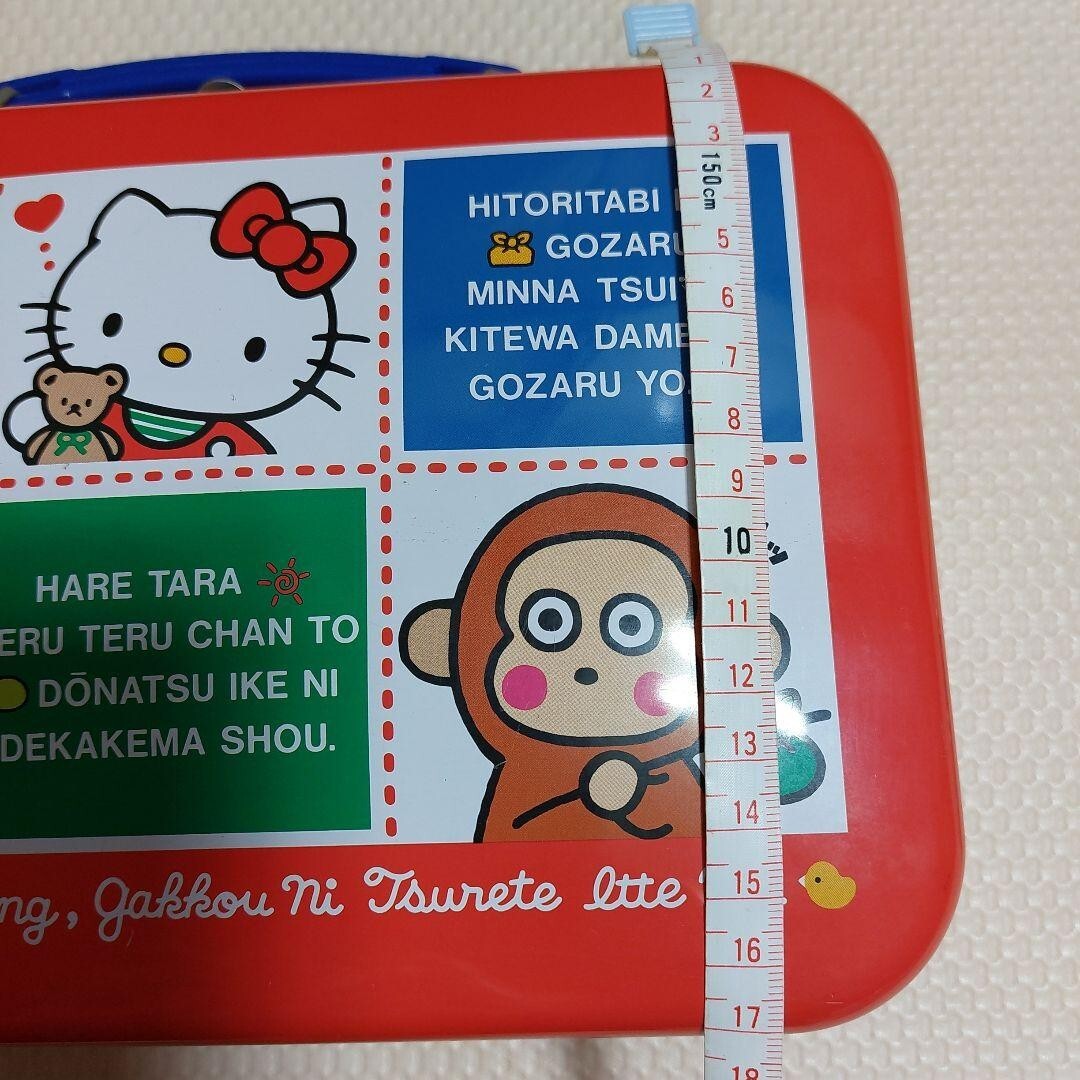 HITORITABI
GOZARU
MINNA TSUI
KITEWA DAME
GOZARU YO.
HARE TARA
ERU TERU CHAN TO
DŌNATSU IKE NI
DEKAKEMA SHOU.
ng, Gakkou Ni Tsurete Itte
1
2
3
150cm
5
6
7
8
9
10
11
12
13
14
15
16
17
18